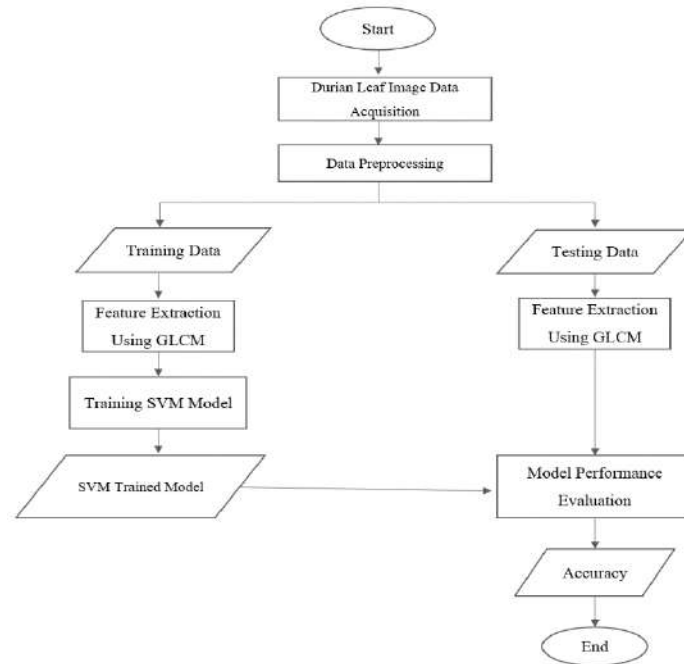 Start
Durian Leaf Image Data
Acquisition
Data Preprocessing
Training Data
Testing Data
Feature Extraction
Using GLCM
Feature Extraction
Using GLCM
Training SVM Model
SVM Trained Model
Model Performance
Evaluation
Accuracy
End